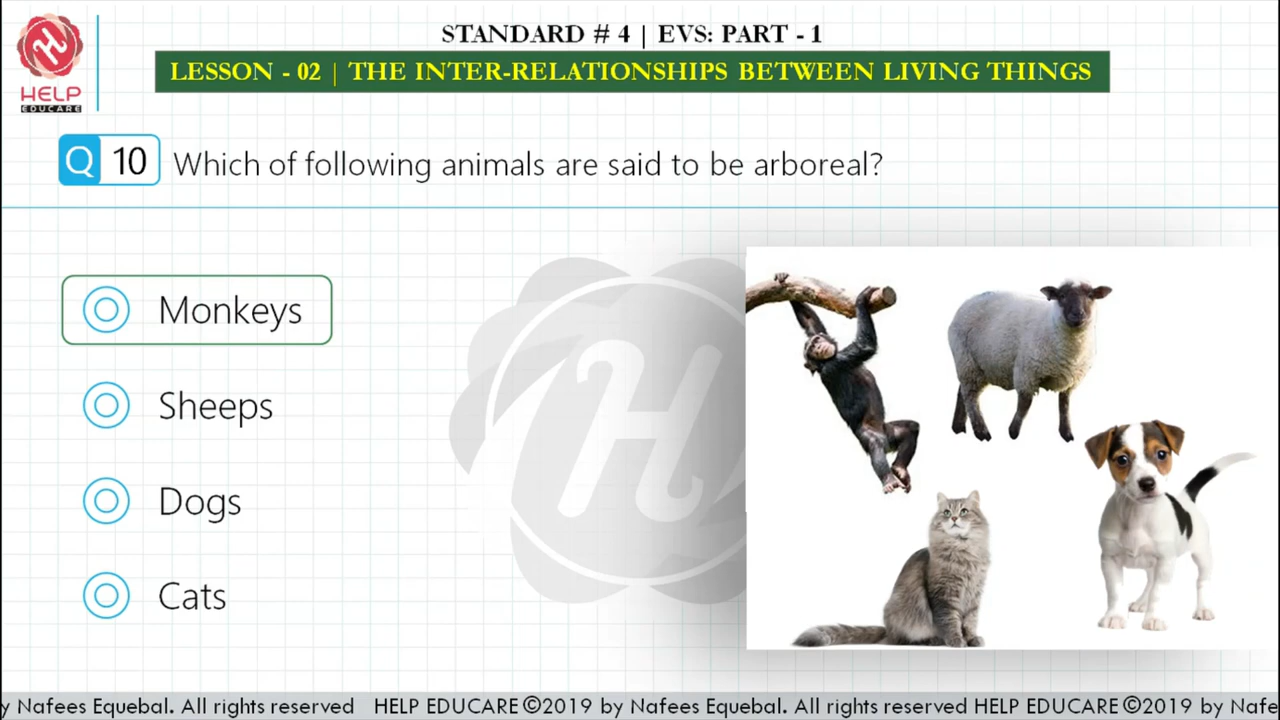 STANDARD # 4 | EVS: PART - 1
LESSON - 02 | THE INTER-RELATIONSHIPS BETWEEN LIVING THINGS
H
HELP
EDUCARE
Q 10 Which of following animals are said to be arboreal?
Monkeys
Sheeps
Dogs
Cats
H
y Nafees Equebal. All rights reserved HELP EDUCARE ©2019 by Nafees Equebal. All rights reserved HELP EDUCARE ©2019 by Nafe